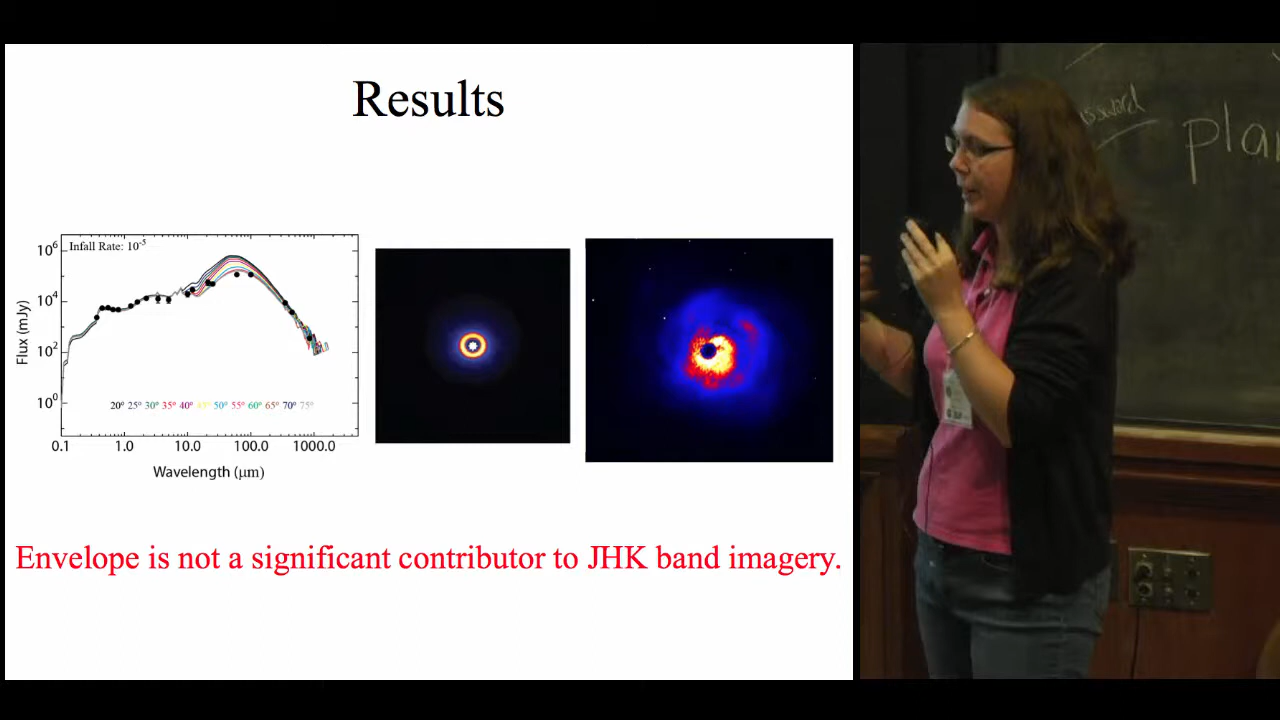 Results
Infall Rate: 10⁻⁵
10⁶
10⁴
10²
10⁰
Flux (mJy)
20° 25° 30° 35° 40° 45° 50° 55° 60° 65° 70° 75°
0.1 1.0 10.0 100.0 1000.0
Wavelength (μm)
Envelope is not a significant contributor to JHK band imagery.
pla